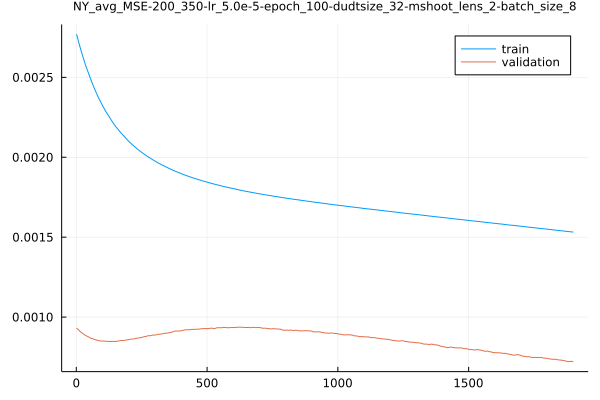 NY_avg_MSE-200_350-lr_5.0e-5-epoch_100-dudtsize_32-mshoot_lens_2-batch_size_8
train
validation
0.0025
0.0020
0.0015
0.0010
0
500
1000
1500